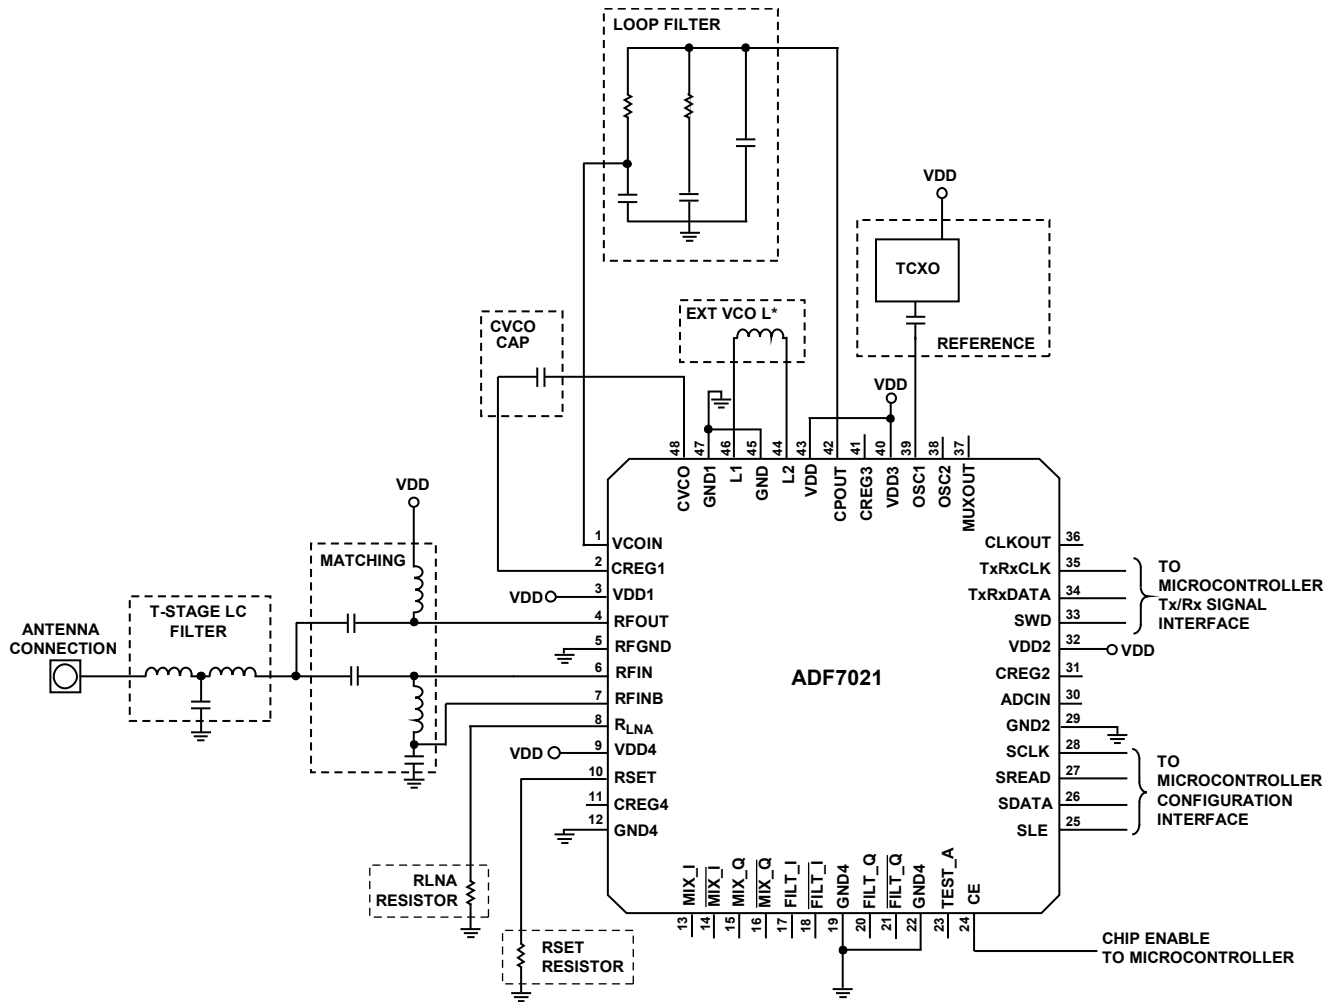 LOOP FILTER
VDD
TCXO
REFERENCE
CVCO
CAP
EXT VCO L*
VDD
48
47
46
45
44
43
42
41
40
39
38
37
CVCO
GND1
L1
GND
L2
VDD
CPOUT
CREG3
VDD3
OSC1
OSC2
MUXOUT
VDD
MATCHING
T-STAGE LC
FILTER
ANTENNA
CONNECTION
1 VCOIN
2 CREG1
VDD 3 VDD1
4 RFOUT
5 RFGND
6 RFIN
7 RFINB
8 RLNA
VDD 9 VDD4
10 RSET
11 CREG4
12 GND4
ADF7021
CLKOUT 36
TxRxCLK 35
TxRxDATA 34
SWD 33
VDD2 32 VDD
CREG2 31
ADCIN 30
GND2 29
SCLK 28
SREAD 27
SDATA 26
SLE 25
TO
MICROCONTROLLER
Tx/Rx SIGNAL
INTERFACE
TO
MICROCONTROLLER
CONFIGURATION
INTERFACE
RLNA
RESISTOR
RSET
RESISTOR
MIX_I
MIX_I
MIX_Q
MIX_Q
FILT_I
FILT_I
GND4
FILT_Q
FILT_Q
GND4
TEST_A
CE
13
14
15
16
17
18
19
20
21
22
23
24
CHIP ENABLE
TO MICROCONTROLLER